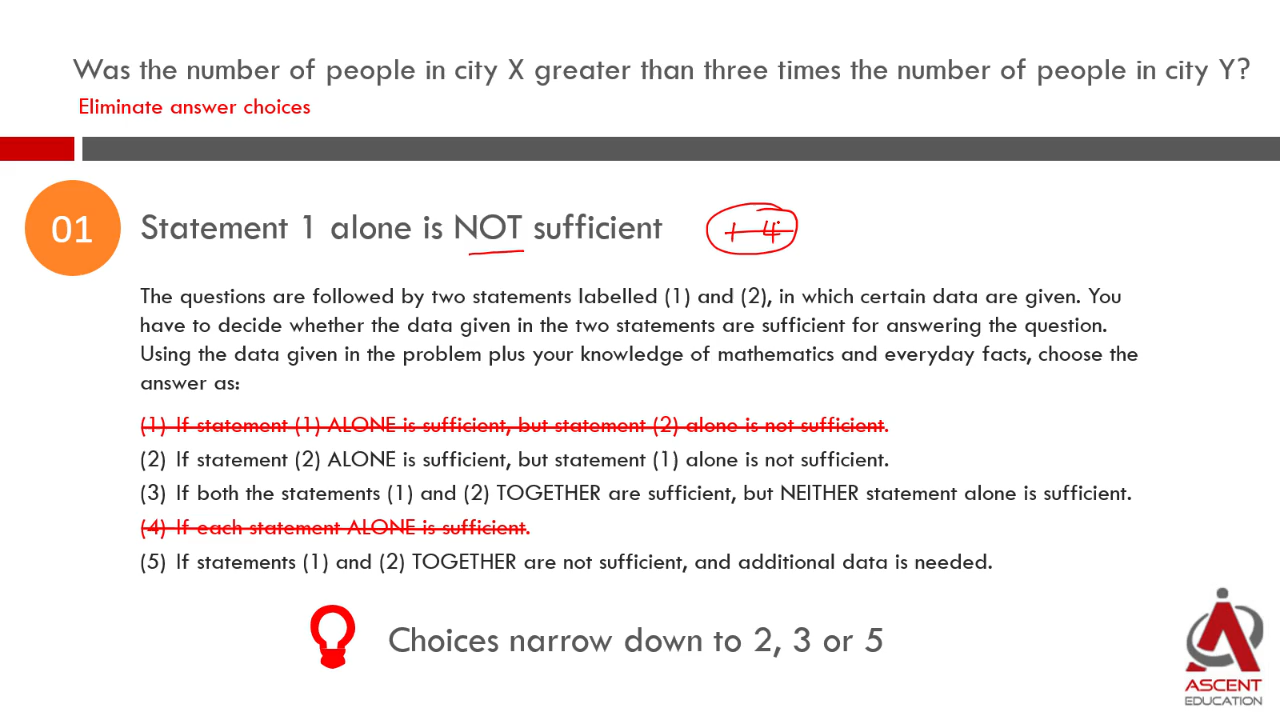 Was the number of people in city X greater than three times the number of people in city Y?
Eliminate answer choices
01
Statement 1 alone is NOT sufficient
1 4
The questions are followed by two statements labelled (1) and (2), in which certain data are given. You
have to decide whether the data given in the two statements are sufficient for answering the question.
Using the data given in the problem plus your knowledge of mathematics and everyday facts, choose the
answer as:
(1) If statement (1) ALONE is sufficient, but statement (2) alone is not sufficient.
(2) If statement (2) ALONE is sufficient, but statement (1) alone is not sufficient.
(3) If both the statements (1) and (2) TOGETHER are sufficient, but NEITHER statement alone is sufficient.
(4) If each statement ALONE is sufficient.
(5) If statements (1) and (2) TOGETHER are not sufficient, and additional data is needed.
Choices narrow down to 2, 3 or 5
ASCENT
EDUCATION